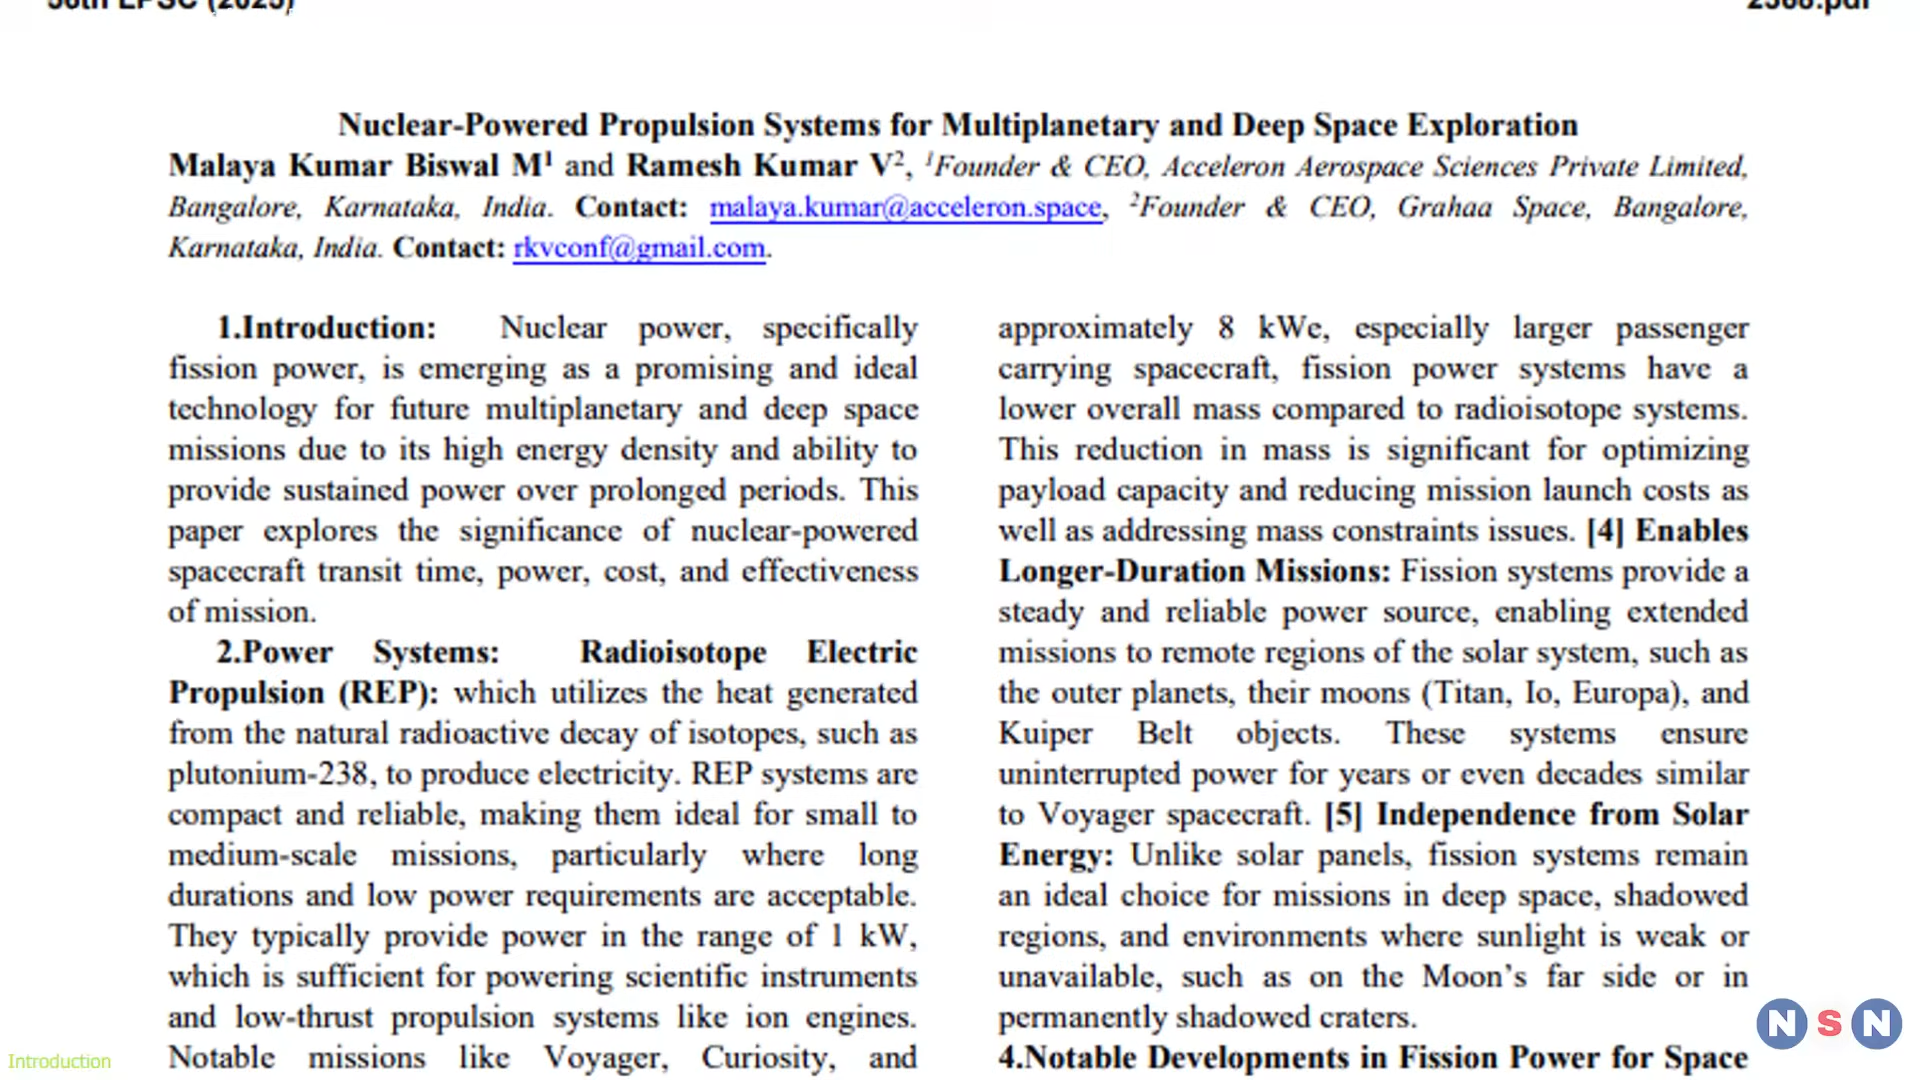 Nuclear-Powered Propulsion Systems for Multiplanetary and Deep Space Exploration
Malaya Kumar Biswal M¹ and Ramesh Kumar V², ¹Founder & CEO, Acceleron Aerospace Sciences Private Limited,
Bangalore, Karnataka, India. Contact: malaya.kumar@acceleron.space, ²Founder & CEO, Grahaa Space, Bangalore,
Karnataka, India. Contact: rkvconf@gmail.com.
1.Introduction: Nuclear power, specifically
fission power, is emerging as a promising and ideal
technology for future multiplanetary and deep space
missions due to its high energy density and ability to
provide sustained power over prolonged periods. This
paper explores the significance of nuclear-powered
spacecraft transit time, power, cost, and effectiveness
of mission.
2.Power Systems: Radioisotope Electric
Propulsion (REP): which utilizes the heat generated
from the natural radioactive decay of isotopes, such as
plutonium-238, to produce electricity. REP systems are
compact and reliable, making them ideal for small to
medium-scale missions, particularly where long
durations and low power requirements are acceptable.
They typically provide power in the range of 1 kW,
which is sufficient for powering scientific instruments
and low-thrust propulsion systems like ion engines.
Notable missions like Voyager, Curiosity, and
approximately 8 kWe, especially larger passenger
carrying spacecraft, fission power systems have a
lower overall mass compared to radioisotope systems.
This reduction in mass is significant for optimizing
payload capacity and reducing mission launch costs as
well as addressing mass constraints issues. [4] Enables
Longer-Duration Missions: Fission systems provide a
steady and reliable power source, enabling extended
missions to remote regions of the solar system, such as
the outer planets, their moons (Titan, Io, Europa), and
Kuiper Belt objects. These systems ensure
uninterrupted power for years or even decades similar
to Voyager spacecraft. [5] Independence from Solar
Energy: Unlike solar panels, fission systems remain
an ideal choice for missions in deep space, shadowed
regions, and environments where sunlight is weak or
unavailable, such as on the Moon’s far side or in
permanently shadowed craters.
4.Notable Developments in Fission Power for Space
Introduction
N S N